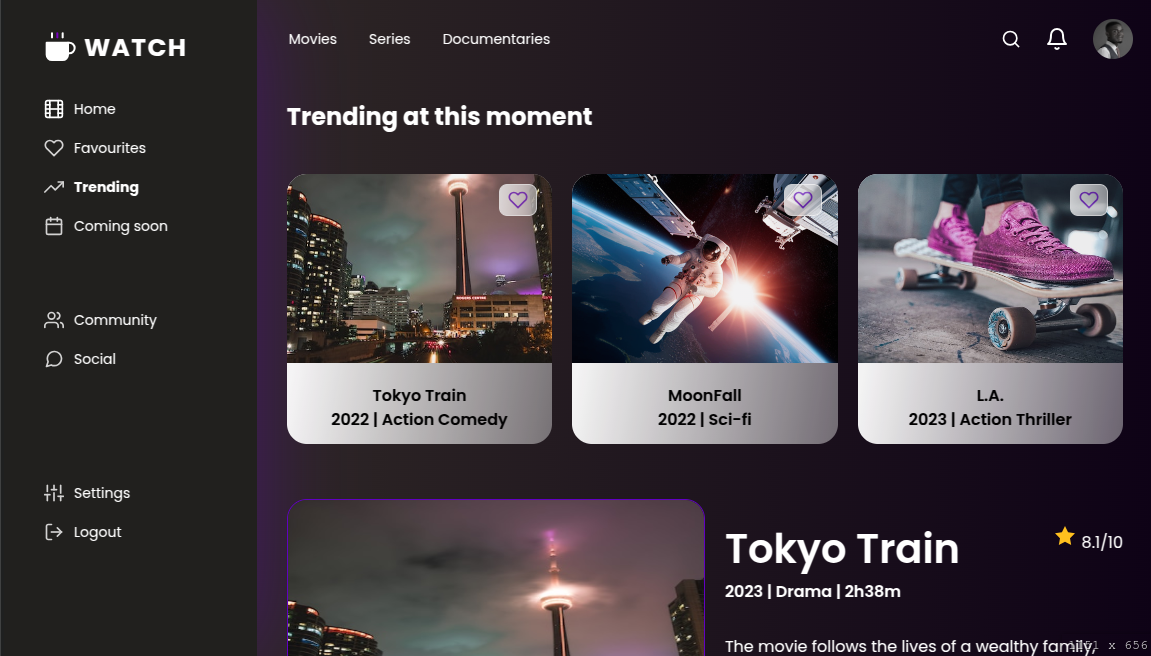 WATCH
Home
Favourites
Trending
Coming soon
Community
Social
Settings
Logout
Movies
Series
Documentaries
Trending at this moment
ROGERS CENTRE
Tokyo Train
2022 | Action Comedy
MoonFall
2022 | Sci-fi
L.A.
2023 | Action Thriller
Tokyo Train
8.1/10
2023 | Drama | 2h38m
The movie follows the lives of a wealthy family,
x 656